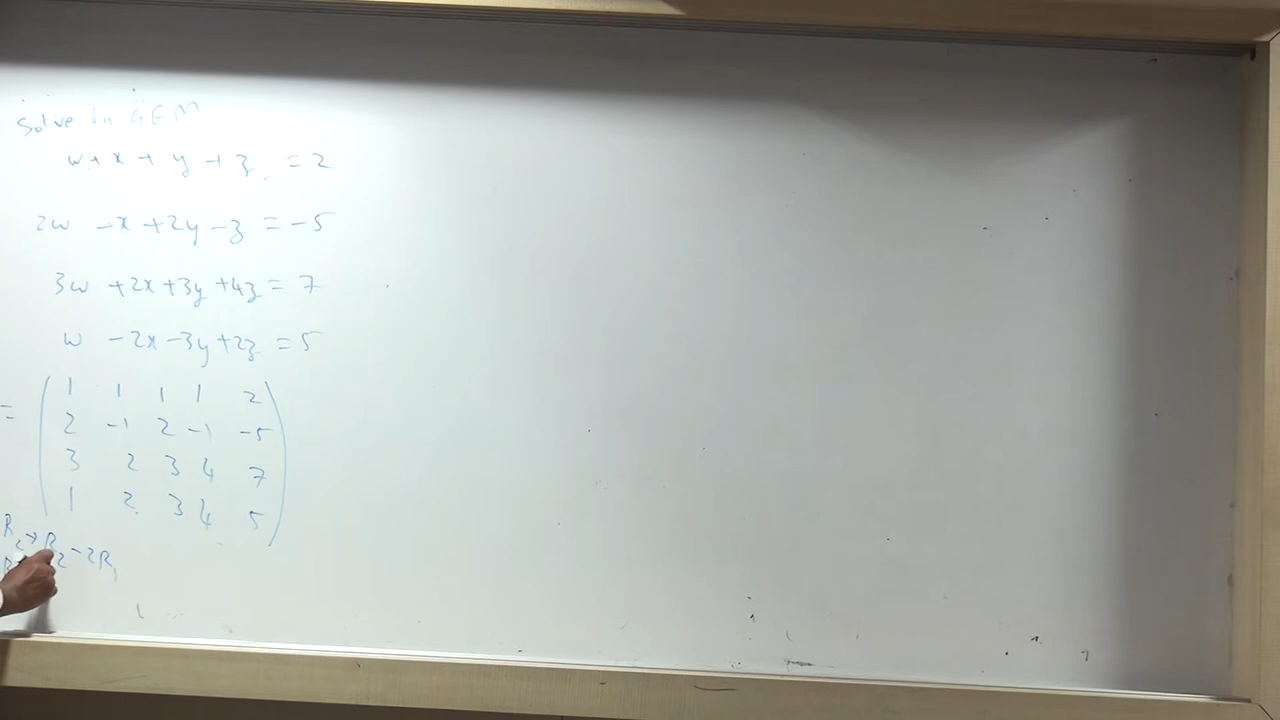 Solve by GEM
w + x + y + z = 2
2w - x + 2y - z = -5
3w + 2x + 3y + 4z = 7
w - 2x - 3y + 2z = 5
= ( 1 1 1 1 2
2 -1 2 -1 -5
3 2 3 4 7
1 2 3 4 5 )
R2 → R2 - 2R1